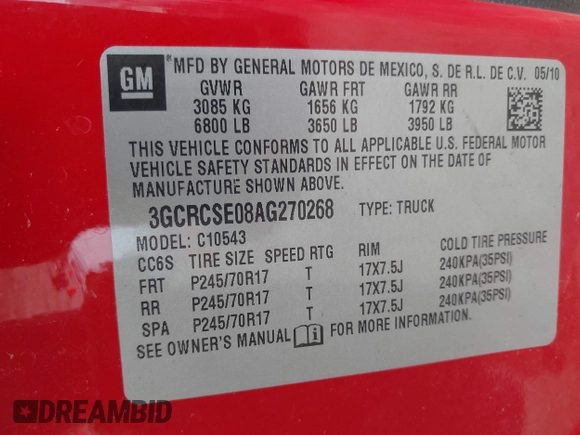 GM ® MFD BY GENERAL MOTORS DE MEXICO, S. DE R.L. DE C.V. 05/10
GVWR GAWR FRT GAWR RR
3085 KG 1656 KG 1792 KG
6800 LB 3650 LB 3950 LB
THIS VEHICLE CONFORMS TO ALL APPLICABLE U.S. FEDERAL MOTOR
VEHICLE SAFETY STANDARDS IN EFFECT ON THE DATE OF
MANUFACTURE SHOWN ABOVE.
3GCRCSE08AG270268 TYPE: TRUCK
MODEL: C10543
CC6S TIRE SIZE SPEED RTG RIM COLD TIRE PRESSURE
FRT P245/70R17 T 17X7.5J 240KPA(35PSI)
RR P245/70R17 T 17X7.5J 240KPA(35PSI)
SPA P245/70R17 T 17X7.5J 240KPA(35PSI)
SEE OWNER'S MANUAL i FOR MORE INFORMATION.
DREAMBID